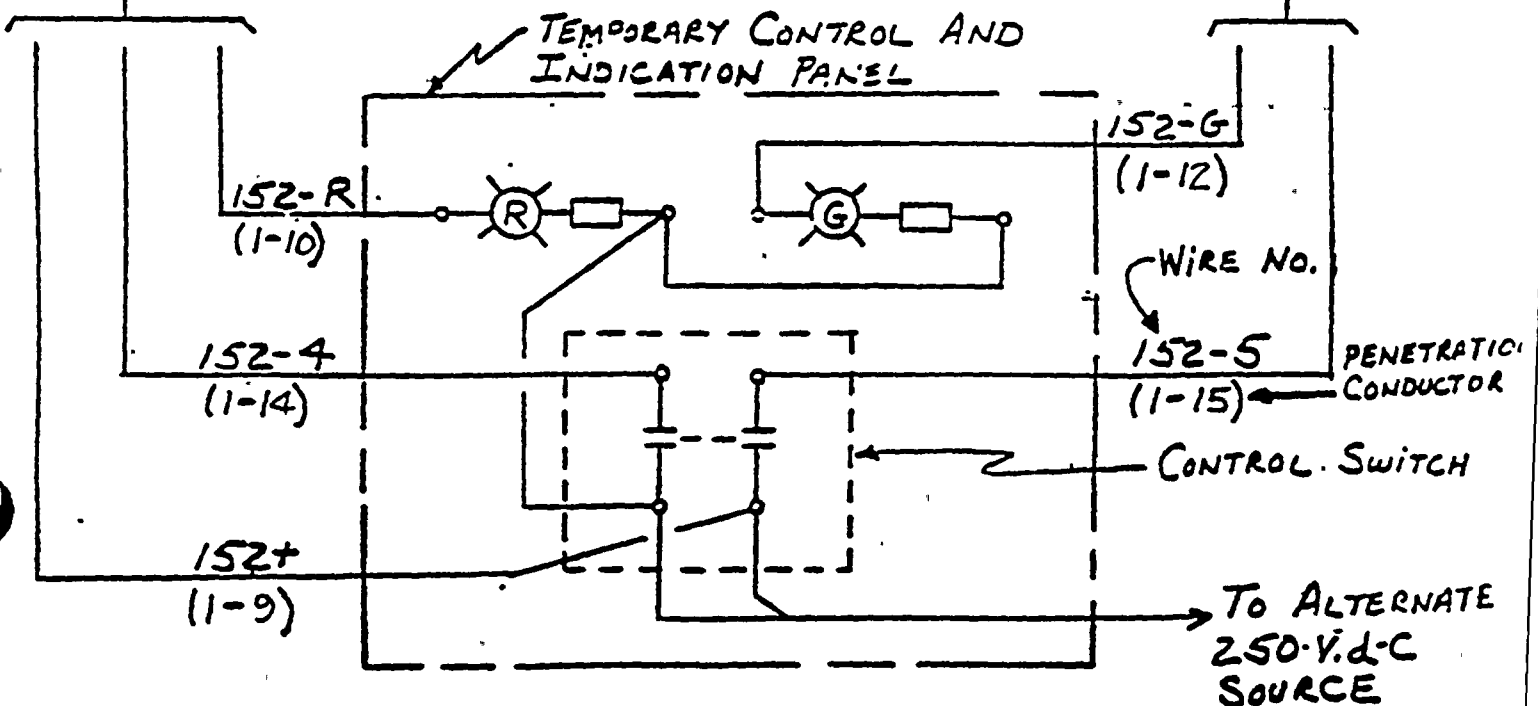 TEMPORARY CONTROL AND
INDICATION PANEL
152-G
(1-12)
152-R
(1-10)
R
G
WIRE NO.
152-4
(1-14)
152-5
(1-15)
PENETRATIO
CONDUCTOR
CONTROL. SWITCH
152+
(1-9)
TO ALTERNATE
250-V.d-C
SOURCE